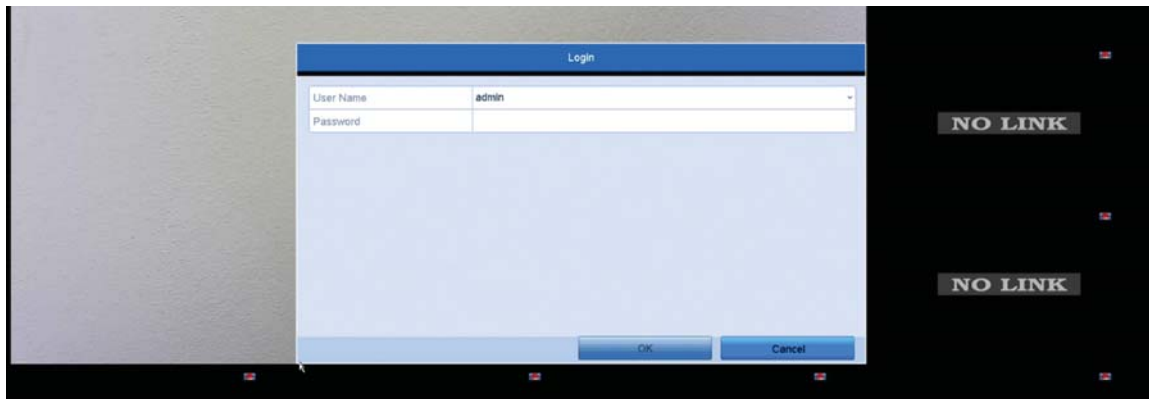 Login
User Name admin
Password
NO LINK
NO LINK
OK Cancel